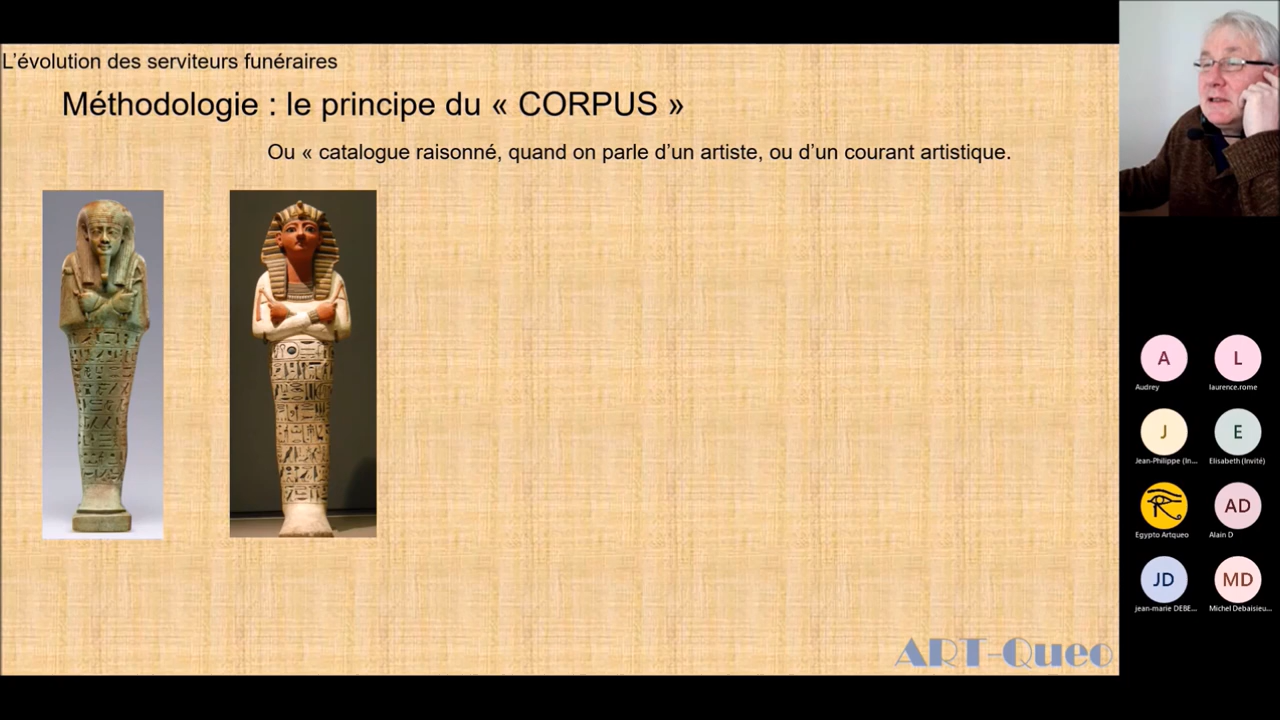 L'évolution des serviteurs funéraires
Méthodologie : le principe du « CORPUS »
Ou « catalogue raisonné, quand on parle d'un artiste, ou d'un courant artistique.
A
L
Audrey
laurence.rome
J
E
Jean-Philippe (In...
Elisabeth (Invité)
AD
Egypto Artqueo
Alain D
JD
MD
jean-marie DEBE...
Michel Debaisieu...
ART-Queo